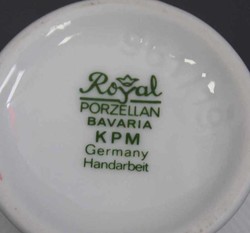 Royal
PORZELLAN
BAVARIA
KPM
Germany
Handarbeit